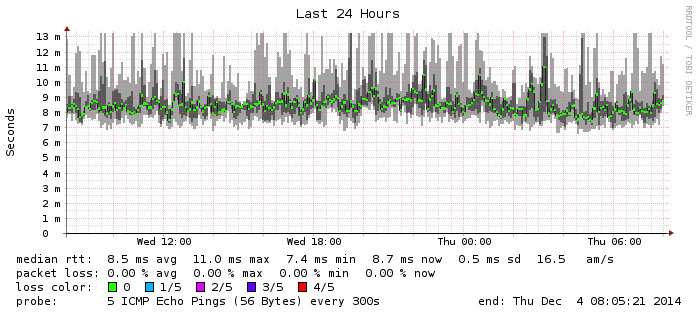 Last 24 Hours
RRDTOOL / TOBI OETIKER
Seconds
13 m
12 m
11 m
10 m
9 m
8 m
7 m
6 m
5 m
4 m
3 m
2 m
1 m
0
Wed 12:00 Wed 18:00 Thu 00:00 Thu 06:00
median rtt: 8.5 ms avg 11.0 ms max 7.4 ms min 8.7 ms now 0.5 ms sd 16.5 am/s
packet loss: 0.00 % avg 0.00 % max 0.00 % min 0.00 % now
loss color: 0 1/5 2/5 3/5 4/5
probe: 5 ICMP Echo Pings (56 Bytes) every 300s end: Thu Dec 4 08:05:21 2014